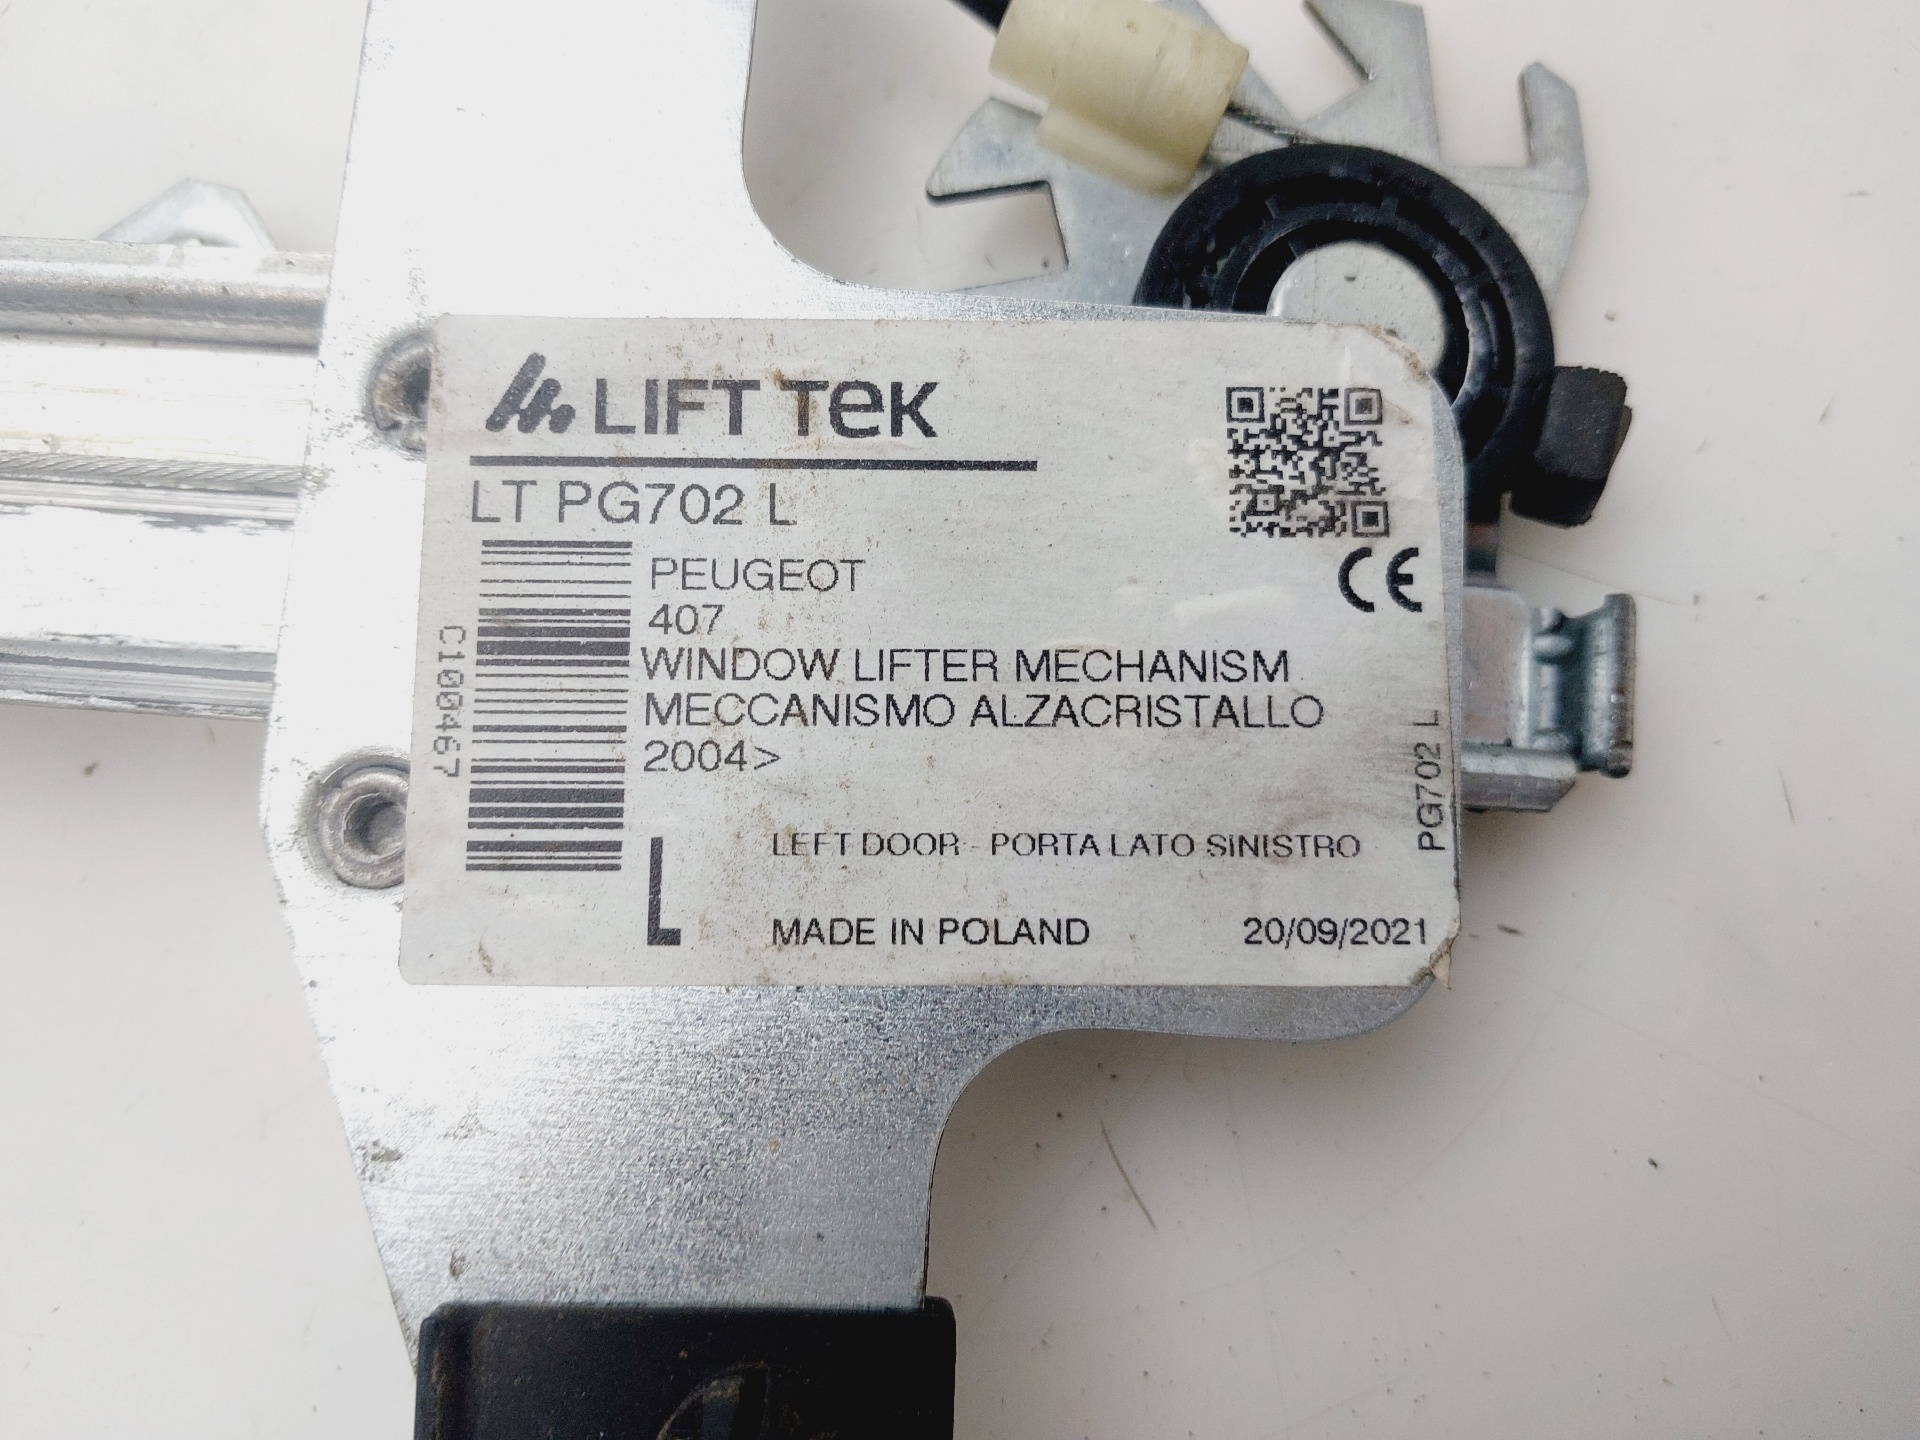 LIFT TEK
LT PG702 L
PEUGEOT
407
WINDOW LIFTER MECHANISM
MECCANISMO ALZACRISTALLO
2004>
C100467
CE
PG702 L
LEFT DOOR - PORTA LATO SINISTRO
L
MADE IN POLAND 20/09/2021